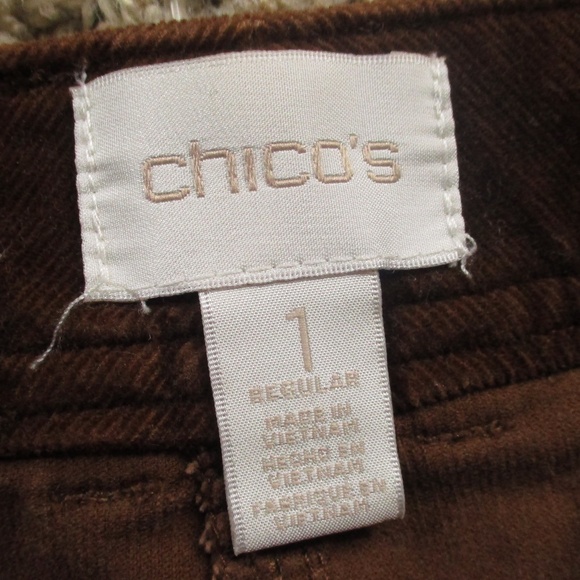 chico's
1
REGULAR
MADE IN
VIETNAM
HECHO EN
VIETNAM
FABRIQUE EN
VIETNAM